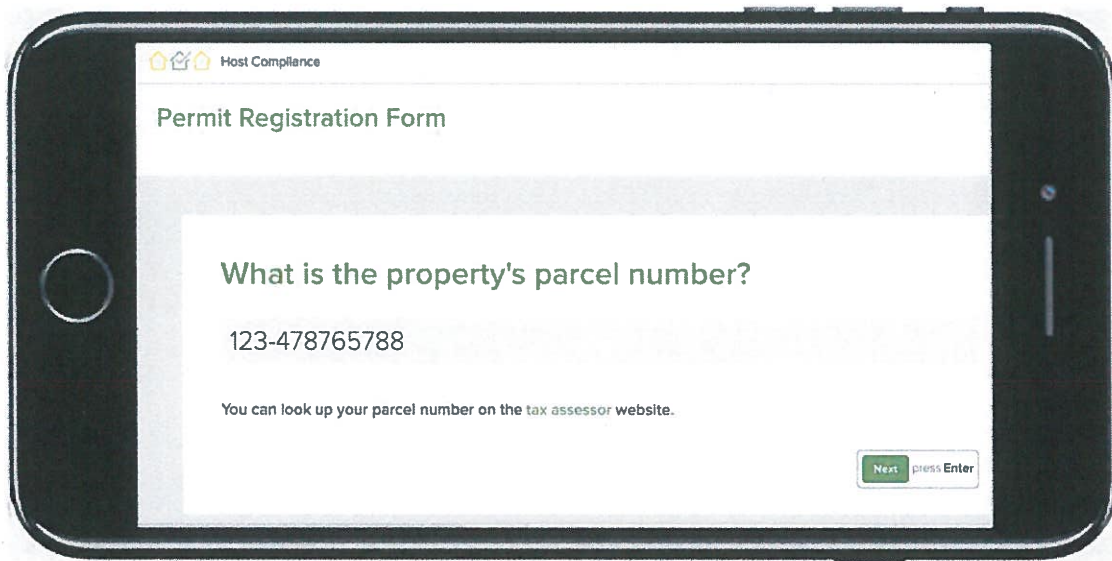 Host Compliance
Permit Registration Form
What is the property's parcel number?
123-478765788
You can look up your parcel number on the tax assessor website.
Next press Enter